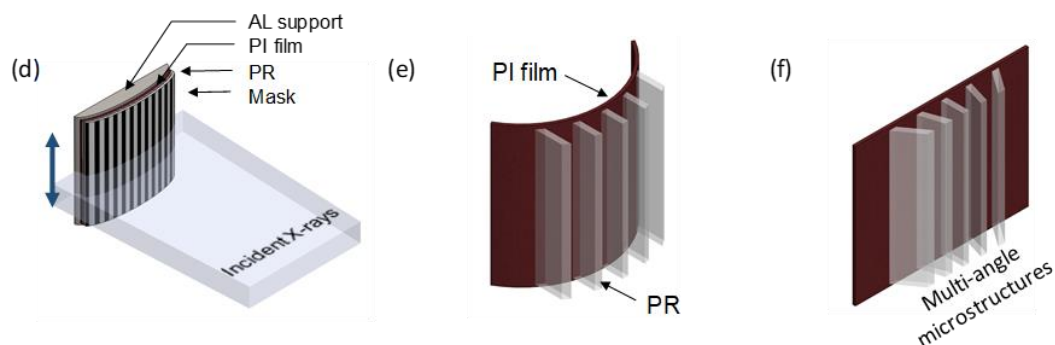 AL support
PI film
PR
Mask
(d)
Incident X-rays
(e)
PI film
PR
(f)
Multi-angle
microstructures